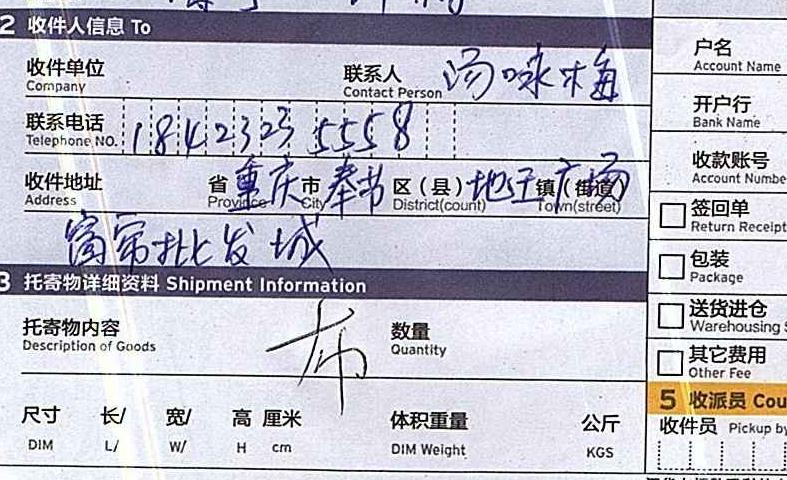 2 收件人信息 To
收件单位 联系人 汤咏梅
Company Contact Person
联系电话 18423235558
Telephone NO.
收件地址 省 重庆 市 奉节 区（县） 地王广场 镇（街道）
Address Province City District(count) Town(street)
窗帘批发城
3 托寄物详细资料 Shipment Information
托寄物内容 布 数量
Description of Goods Quantity
尺寸 长/ 宽/ 高 厘米 体积重量 公斤
DIM L/ W/ H cm DIM Weight KGS
户名
Account Name
开户行
Bank Name
收款账号
Account Numbe
签回单
Return Receipt
包装
Package
送货进仓
Warehousing S
其它费用
Other Fee
5 收派员 Cou
收件员 Pickup by